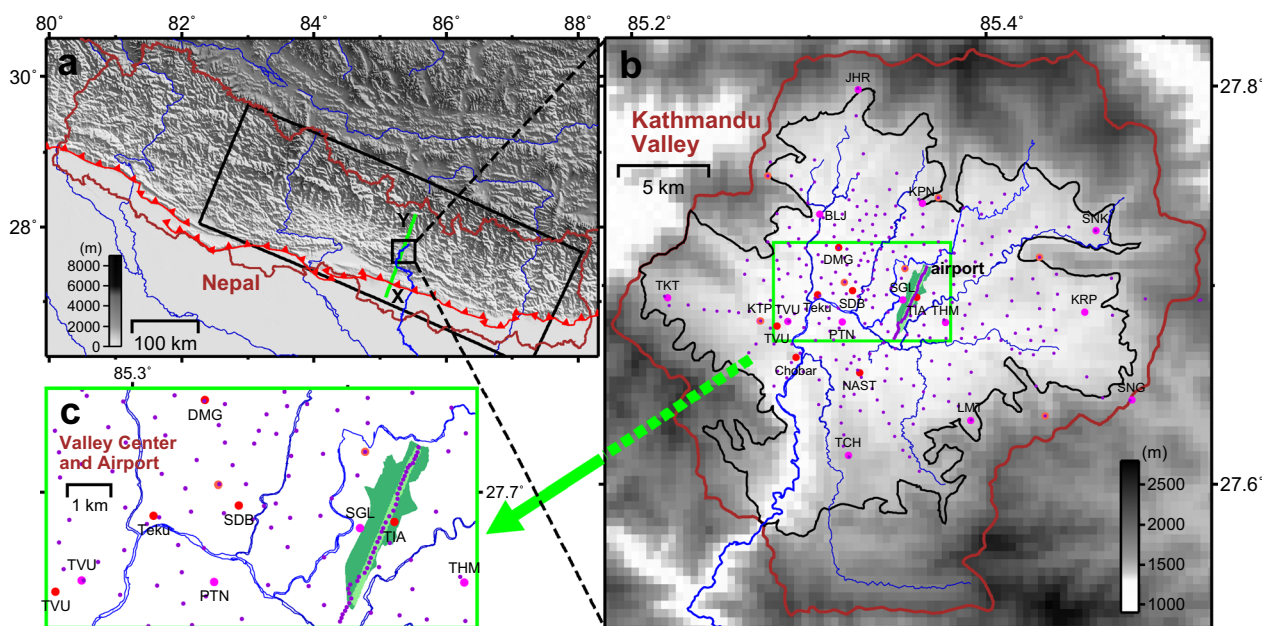 80
82
84
86
88
85.2
85.4
a
30°
28°
(m)
8000
6000
4000
2000
0
100 km
Nepal
Y
X
b
Kathmandu
Valley
5 km
27.8°
27.6°
JHR
KPN
BLJ
SNK
DMG
airport
TKT
SGL
SDB
Teku
KTP
TVU
TIA
THM
KRP
TVU
PTN
Chobar
NAST
SNG
LMT
TCH
(m)
2500
2000
1500
1000
85.3
c
DMG
Valley Center
and Airport
1 km
27.7°
SDB
Teku
SGL
TIA
TVU
THM
PTN
TVU